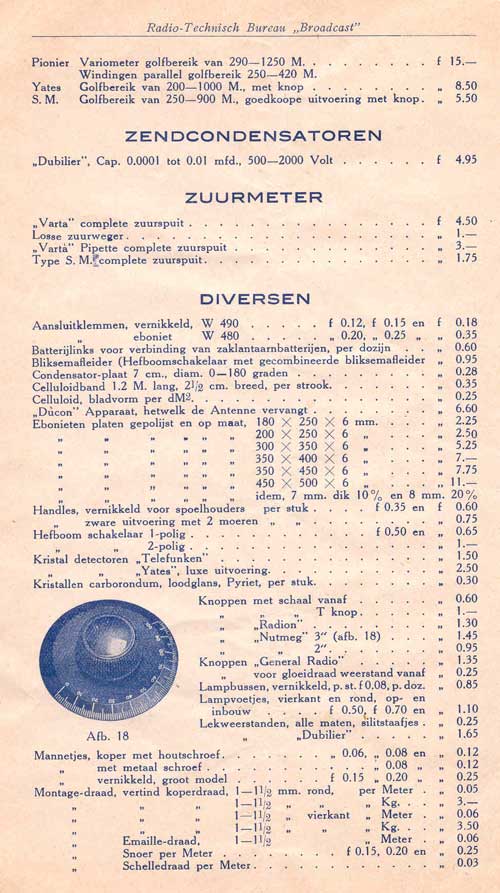 Radio-Technisch Bureau „Broadcast"
Pionier Variometer golfbereik van 290—1250 M. . . . . . . . . f 15.—
Windingen parallel golfbereik 250—420 M.
Yates Golfbereik van 200—1000 M., met knop . . . . . . . . „ 8.50
S. M. Golfbereik van 250—900 M., goedkoope uitvoering met knop. „ 5.50
ZENDCONDENSATOREN
„Dubilier", Cap. 0.0001 tot 0.01 mfd., 500—2000 Volt . . . . . . f 4.95
ZUURMETER
„Varta" complete zuurspuit . . . . . . . . . . . . . . f 4.50
Losse zuurweger . . . . . . . . . . . . . . . . . . „ 1.—
„Varta" Pipette complete zuurspuit . . . . . . . . . . . . „ 3.—
Type S. M. complete zuurspuit. . . . . . . . . . . . . . „ 1.75
DIVERSEN
Aansluitklemmen, vernikkeld, W 490 . . . . . f 0.12, f 0.15 en f 0.18
„ eboniet W 480 . . . . . „ 0.20, „ 0.25 „ „ 0.35
Batterijlinks voor verbinding van zaklantaarnbatterijen, per dozijn . . „ 0.60
Bliksemafleider (Hefboomschakelaar met gecombineerde bliksemafleider „ 0.95
Condensator-plaat 7 cm., diam. 0—180 graden . . . . . . . . „ 0.28
Celluloidband 1.2 M. lang, 2 1/2 cm. breed, per strook. . . . . . „ 0.35
Celluloid, bladvorm per dM². . . . . . . . . . . . . . „ 0.25
„Ducon" Apparaat, hetwelk de Antenne vervangt . . . . . . . „ 6.60
Ebonieten platen gepolijst en op maat, 180 × 250 × 6 mm. . . . „ 2.25
„ „ „ „ „ 200 × 250 × 6 „ . . . „ 2.50
„ „ „ „ „ 300 × 350 × 6 „ . . . „ 5.25
„ „ „ „ „ 350 × 400 × 6 „ . . . „ 7.—
„ „ „ „ „ 350 × 450 × 6 „ . . . „ 7.75
„ „ „ „ „ 450 × 500 × 6 „ . . . „ 11.—
„ „ „ „ „ idem, 7 mm. dik 10% en 8 mm. 20%
Handles, vernikkeld voor spoelhouders per stuk . . . . f 0.35 en f 0.60
„ zware uitvoering met 2 moeren „ „ . . . . . . . „ 0.75
Hefboom schakelaar 1-polig . . . . . . . . . . f 0.50 en „ 0.65
„ „ 2-polig . . . . . . . . . . . . . . „ 1.—
Kristal detectoren „Telefunken" . . . . . . . . . . . . „ 1.50
„ „ „Yates", luxe uitvoering. . . . . . . . . . „ 2.50
Kristallen carborondum, loodglans, Pyriet, per stuk. . . . . . . „ 0.30
Knoppen met schaal vanaf . . . . „ 0.60
„ „ „ T knop. . . . . „ 1.—
„ „Radion" . . . . . . . „ 1.30
„ „Nutmeg" 3" (afb. 18) . . . . „ 1.45
„ „ 2" . . . . . . . „ 0.95
Knoppen „General Radio" . . . . . „ 1.35
„ voor gloeidraad weerstand vanaf „ 0.25
Lampbussen, vernikkeld, p. st. f 0.08, p. doz. „ 0.85
Lampvoetjes, vierkant en rond, op- en
inbouw . . . . f 0.50, f 0.70 en „ 1.10
Lekweerstanden, alle maten, silitstaafjes . „ 0.25
„ „Dubilier" . . . . „ 1.65
Afb. 18
Mannetjes, koper met houtschroef. . . . . . . „ 0.06, „ 0.08 en „ 0.12
„ met metaal schroef . . . . . . . . . . „ 0.08 „ „ 0.12
„ vernikkeld, groot model . . . . . . f 0.15 „ 0.20 „ „ 0.25
Montage-draad, vertind koperdraad, 1—1 1/2 mm. rond, per Meter . „ 0.05
„ „ „ 1—1 1/2 „ „ „ Kg. . . „ 3.—
„ „ „ 1—1 1/2 „ vierkant „ Meter . „ 0.06
„ „ „ 1—1 1/2 „ „ „ Kg. . . „ 3.50
„ Emaille-draad, 1—1 1/2 „ Meter . „ 0.06
„ Snoer per Meter . . . . . . . . f 0.15, 0.20 en „ 0.25
„ Schelledraad per Meter . . . . . . . . . . . „ 0.03